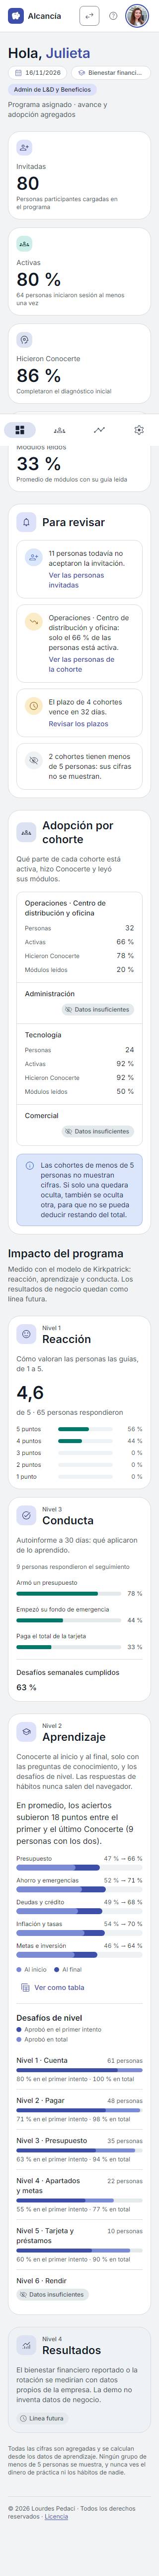 Alcancía
Hola, Julieta
16/11/2026
Bienestar financi...
Admin de L&D y Beneficios
Programa asignado · avance y
adopción agregados
Invitadas
80
Personas participantes cargadas en
el programa
Activas
80 %
64 personas iniciaron sesión al menos
una vez
Hicieron Conocerte
86 %
Completaron el diagnóstico inicial
Módulos leídos
33 %
Promedio de módulos con su guía leída
Para revisar
11 personas todavía no
aceptaron la invitación.
Ver las personas
invitadas
Operaciones · Centro de
distribución y oficina:
solo el 66 % de las
personas está activa.
Ver las personas de
la cohorte
El plazo de 4 cohortes
vence en 32 días.
Revisar los plazos
2 cohortes tienen menos
de 5 personas: sus cifras
no se muestran.
Adopción por
cohorte
Qué parte de cada cohorte está
activa, hizo Conocerte y leyó
sus módulos.
Operaciones · Centro de
distribución y oficina
Personas 32
Activas 66 %
Hicieron Conocerte 78 %
Módulos leídos 20 %
Administración
Datos insuficientes
Tecnología
Personas 24
Activas 92 %
Hicieron Conocerte 92 %
Módulos leídos 50 %
Comercial
Datos insuficientes
Las cohortes de menos de 5
personas no muestran
cifras. Si solo una quedara
oculta, también se oculta
otra, para que no se pueda
deducir restando del total.
Impacto del programa
Medido con el modelo de Kirkpatrick:
reacción, aprendizaje y conducta. Los
resultados de negocio quedan como
línea futura.
Nivel 1
Reacción
Cómo valoran las personas las guías,
de 1 a 5.
4,6
de 5 · 65 personas respondieron
5 puntos 56 %
4 puntos 44 %
3 puntos 0 %
2 puntos 0 %
1 punto 0 %
Nivel 3
Conducta
Autoinforme a 30 días: qué aplicaron
de lo aprendido.
9 personas respondieron el seguimiento
Armó un presupuesto
78 %
Empezó su fondo de emergencia
44 %
Paga el total de la tarjeta
33 %
Desafíos semanales cumplidos
63 %
Nivel 2
Aprendizaje
Conocerte al inicio y al final, solo con
las preguntas de conocimiento, y los
desafíos de nivel. Las respuestas de
hábitos nunca salen del navegador.
En promedio, los aciertos
subieron 18 puntos entre el
primer y el último Conocerte (9
personas con los dos).
Presupuesto 47 % → 66 %
Ahorro y emergencias 52 % → 71 %
Deudas y crédito 49 % → 68 %
Inflación y tasas 54 % → 70 %
Metas e inversión 46 % → 64 %
Al inicio Al final
Ver como tabla
Desafíos de nivel
Aprobó en el primer intento
Aprobó en total
Nivel 1 · Cuenta 61 personas
80 % en el primer intento · 100 % en total
Nivel 2 · Pagar 48 personas
71 % en el primer intento · 98 % en total
Nivel 3 · Presupuesto 35 personas
63 % en el primer intento · 94 % en total
Nivel 4 · Apartados
y metas
22 personas
55 % en el primer intento · 77 % en total
Nivel 5 · Tarjeta y
préstamos
10 personas
60 % en el primer intento · 90 % en total
Nivel 6 · Rendir
Datos insuficientes
Nivel 4
Resultados
El bienestar financiero reportado o la
rotación se medirían con datos
propios de la empresa. La demo no
inventa datos de negocio.
Línea futura
Todas las cifras son agregadas y se calculan
desde los datos de aprendizaje. Ningún grupo de
menos de 5 personas se muestra, y nunca ves el
dinero de práctica ni los hábitos de nadie.
© 2026 Lourdes Pedaci · Todos los derechos
reservados · Licencia